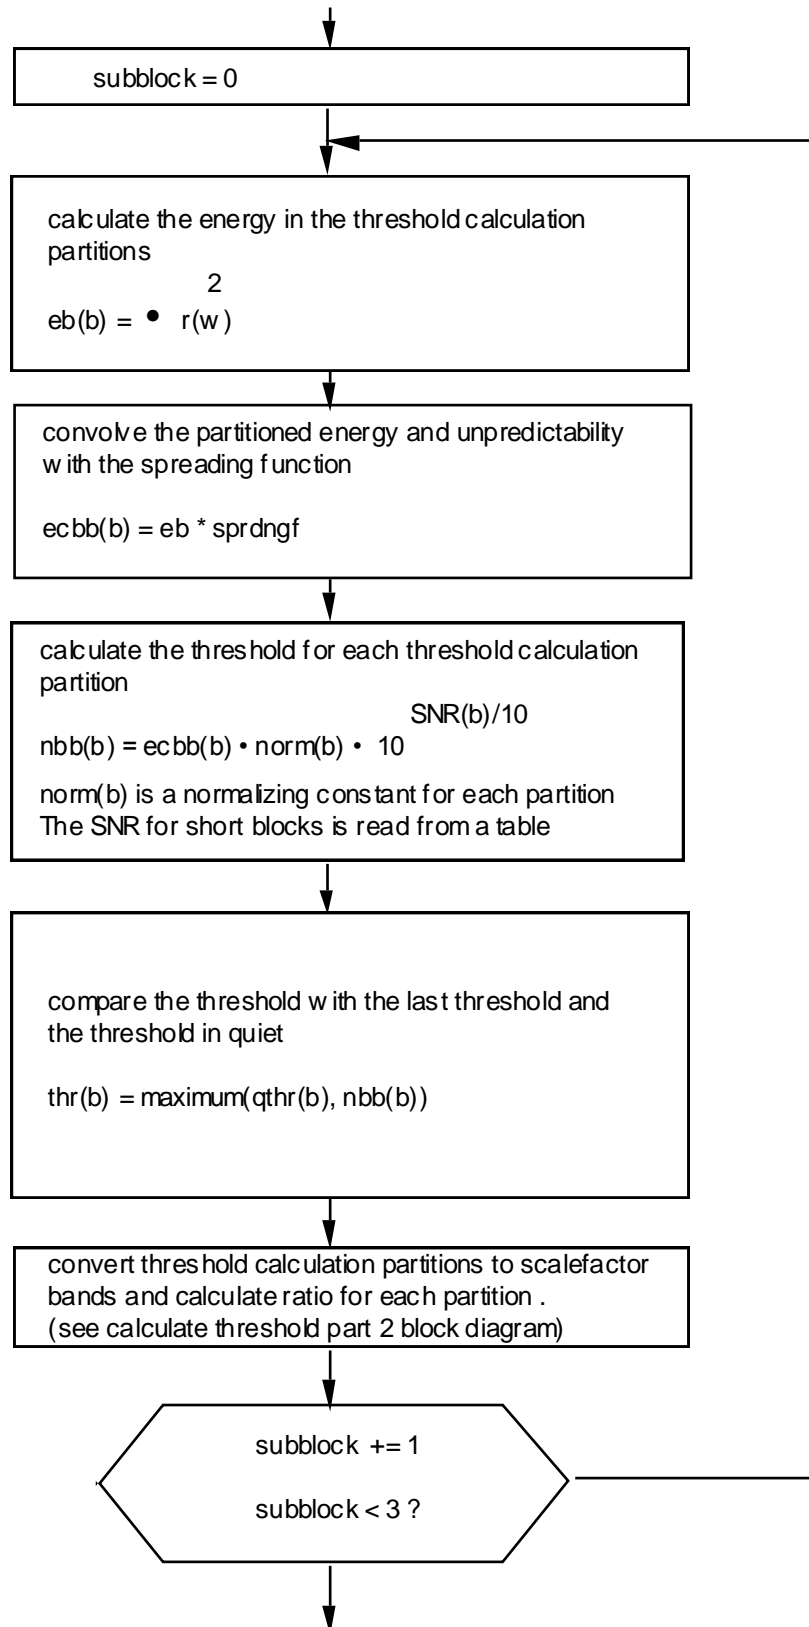 subblock = 0
calculate the energy in the threshold calculation
partitions
2
eb(b) = • r(w)
convolve the partitioned energy and unpredictability
with the spreading function
ecbb(b) = eb * sprdngf
calculate the threshold for each threshold calculation
partition
SNR(b)/10
nbb(b) = ecbb(b) • norm(b) • 10
norm(b) is a normalizing constant for each partition
The SNR for short blocks is read from a table
compare the threshold with the last threshold and
the threshold in quiet
thr(b) = maximum(qthr(b), nbb(b))
convert threshold calculation partitions to scalefactor
bands and calculate ratio for each partition .
(see calculate threshold part 2 block diagram)
subblock += 1
subblock < 3 ?